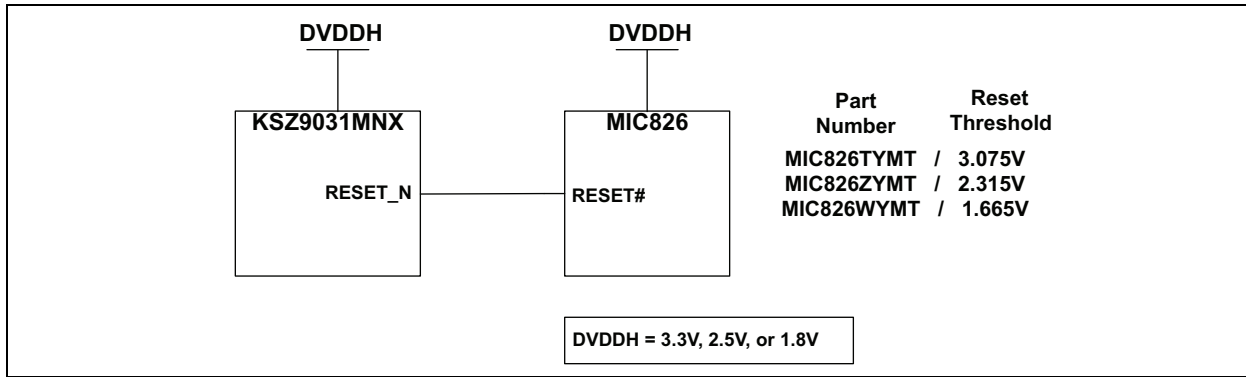 DVDDH
DVDDH
KSZ9031MNX
MIC826
RESET_N
RESET#
Part Number
Reset Threshold
MIC826TYMT / 3.075V
MIC826ZYMT / 2.315V
MIC826WYMT / 1.665V
DVDDH = 3.3V, 2.5V, or 1.8V